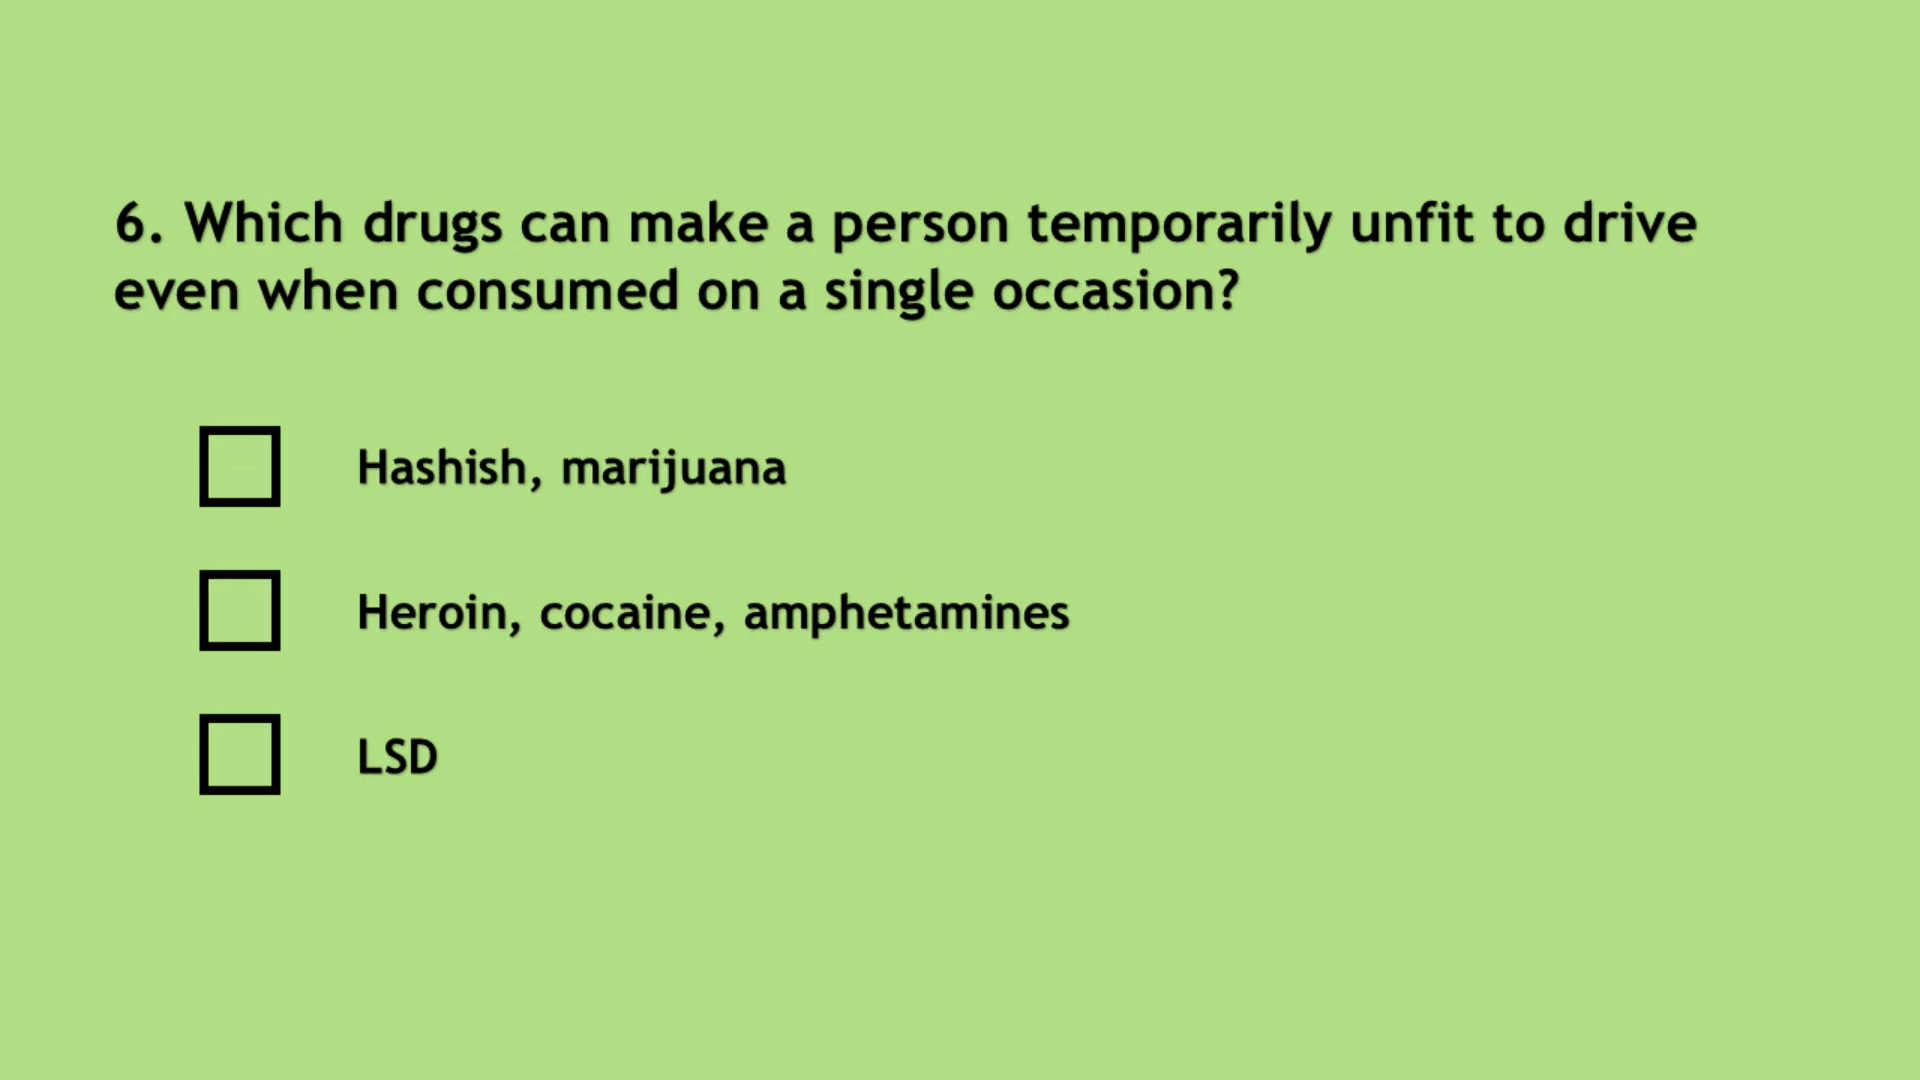 6. Which drugs can make a person temporarily unfit to drive
even when consumed on a single occasion?
Hashish, marijuana
Heroin, cocaine, amphetamines
LSD